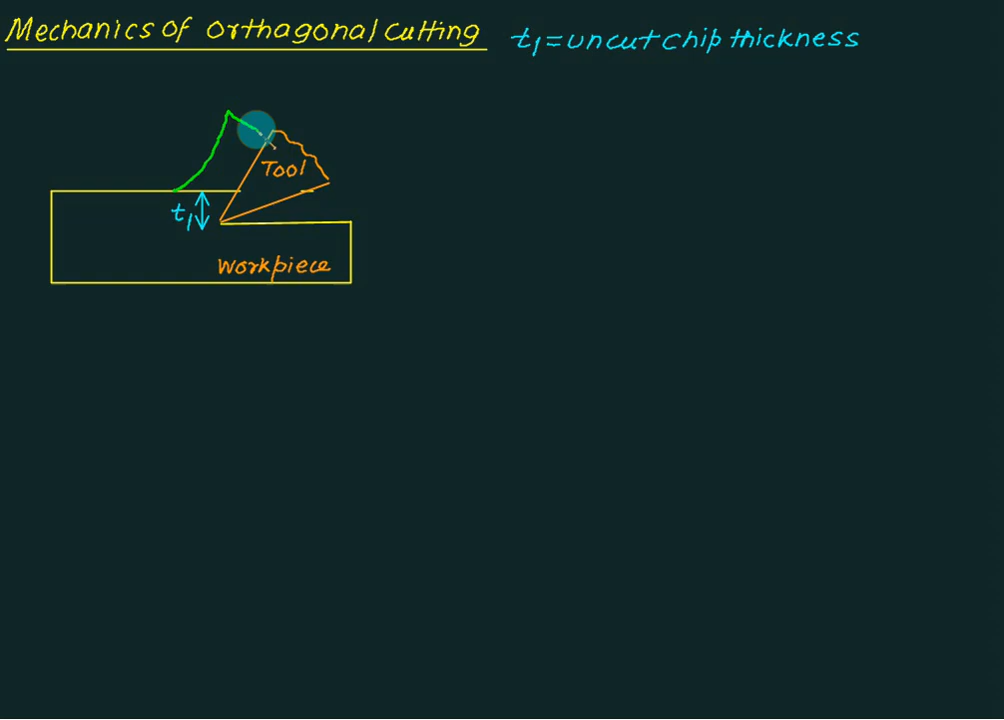 Mechanics of Orthagonal Cutting
t1 = uncut chip thickness
Tool
t1
workpiece